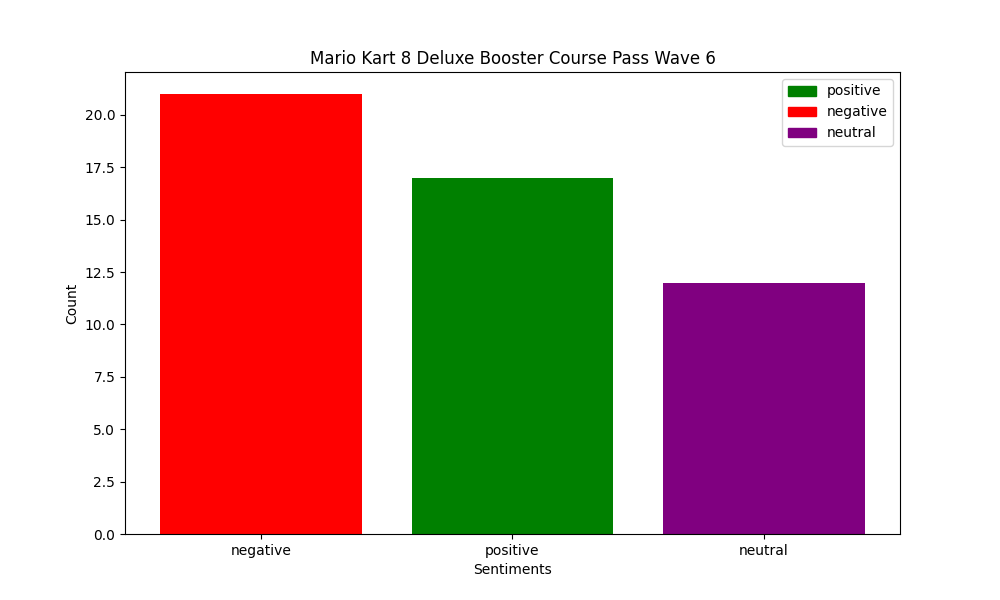 Mario Kart 8 Deluxe Booster Course Pass Wave 6
positive
negative
neutral
20.0
17.5
15.0
12.5
10.0
7.5
5.0
2.5
0.0
Count
negative positive neutral
Sentiments